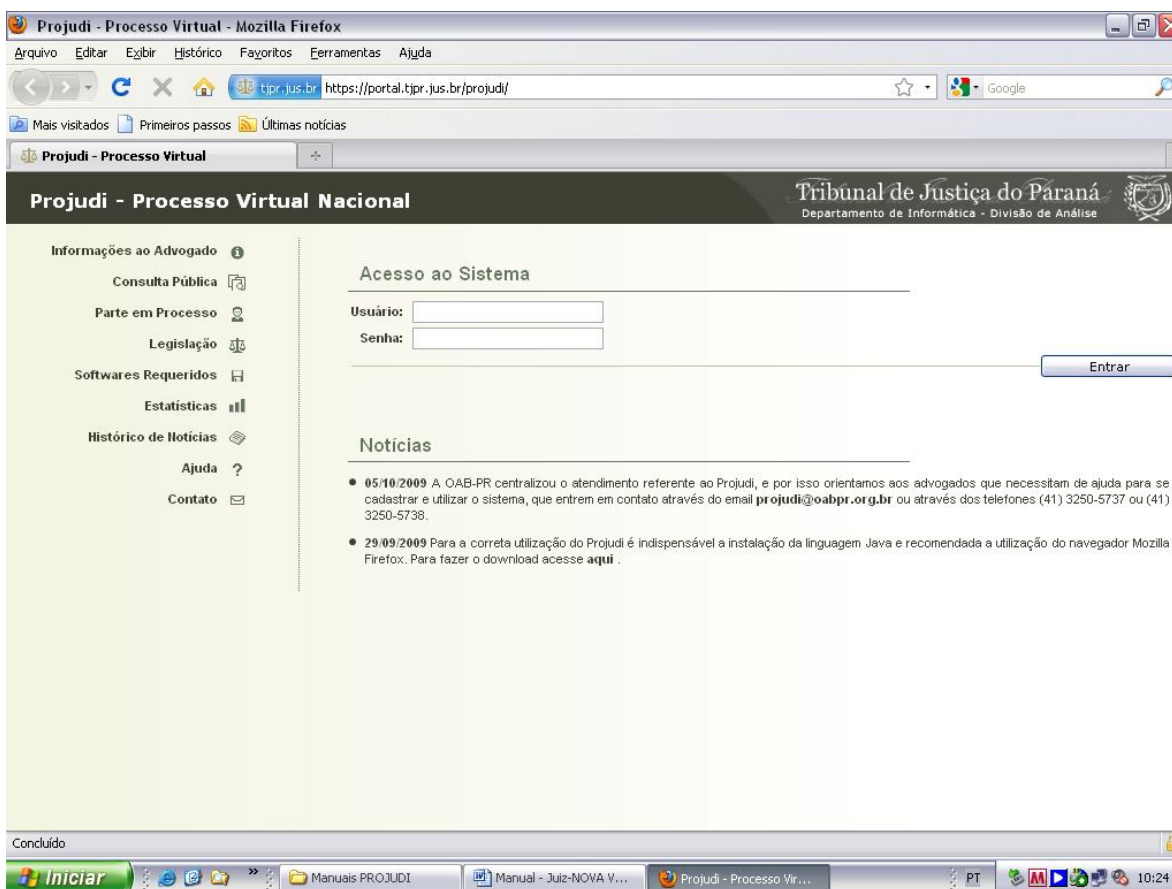 Projudi - Processo Virtual - Mozilla Firefox
Arquivo Editar Exibir Histórico Favoritos Ferramentas Ajuda
tjpr.jus.br https://portal.tjpr.jus.br/projudi/ Google
Mais visitados Primeiros passos Últimas notícias
Projudi - Processo Virtual
Projudi - Processo Virtual Nacional
Tribunal de Justiça do Paraná
Departamento de Informática - Divisão de Análise
Informações ao Advogado
Consulta Pública
Parte em Processo
Legislação
Softwares Requeridos
Estatísticas
Histórico de Notícias
Ajuda ?
Contato
Acesso ao Sistema
Usuário:
Senha:
Entrar
Notícias
• 05/10/2009 A OAB-PR centralizou o atendimento referente ao Projudi, e por isso orientamos aos advogados que necessitam de ajuda para se
cadastrar e utilizar o sistema, que entrem em contato através do email projudi@oabpr.org.br ou através dos telefones (41) 3250-5737 ou (41)
3250-5738.
• 29/09/2009 Para a correta utilização do Projudi é indispensável a instalação da linguagem Java e recomendada a utilização do navegador Mozilla
Firefox. Para fazer o download acesse aqui .
Concluído
Iniciar » Manuais PROJUDI Manual - Juiz-NOVA V... Projudi - Processo Vir... PT 10:24